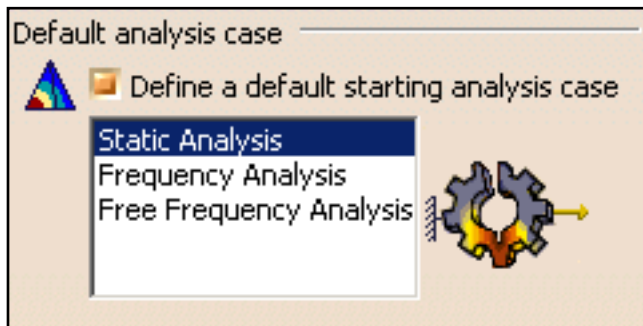 Default analysis case
Define a default starting analysis case
Static Analysis
Frequency Analysis
Free Frequency Analysis